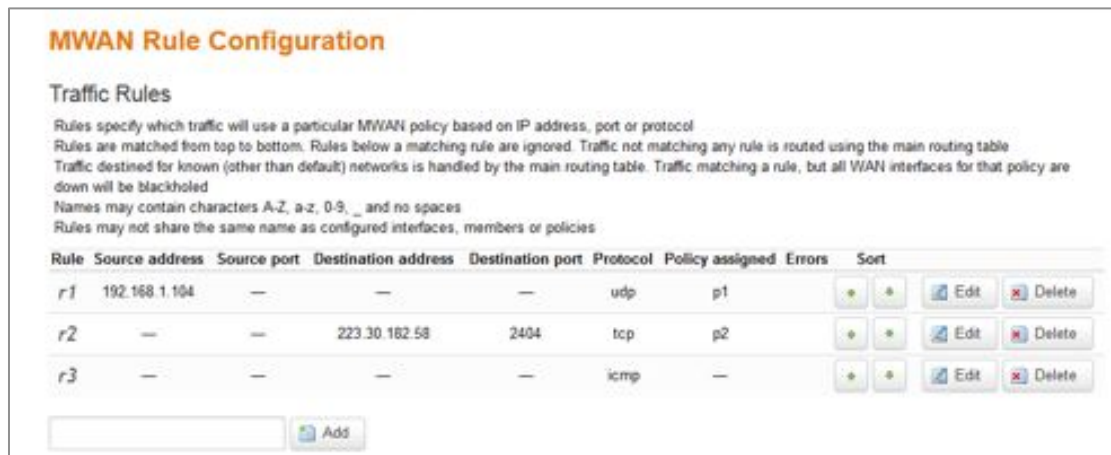 MWAN Rule Configuration
Traffic Rules
Rules specify which traffic will use a particular MWAN policy based on IP address, port or protocol
Rules are matched from top to bottom. Rules below a matching rule are ignored. Traffic not matching any rule is routed using the main routing table
Traffic destined for known (other than default) networks is handled by the main routing table. Traffic matching a rule, but all WAN interfaces for that policy are
down will be blackholed
Names may contain characters A-Z, a-z, 0-9, _ and no spaces
Rules may not share the same name as configured interfaces, members or policies
Rule Source address Source port Destination address Destination port Protocol Policy assigned Errors Sort
r1 192.168.1.104 — — — udp p1 Edit Delete
r2 — — 223.30.182.58 2404 tcp p2 Edit Delete
r3 — — — — icmp — Edit Delete
Add